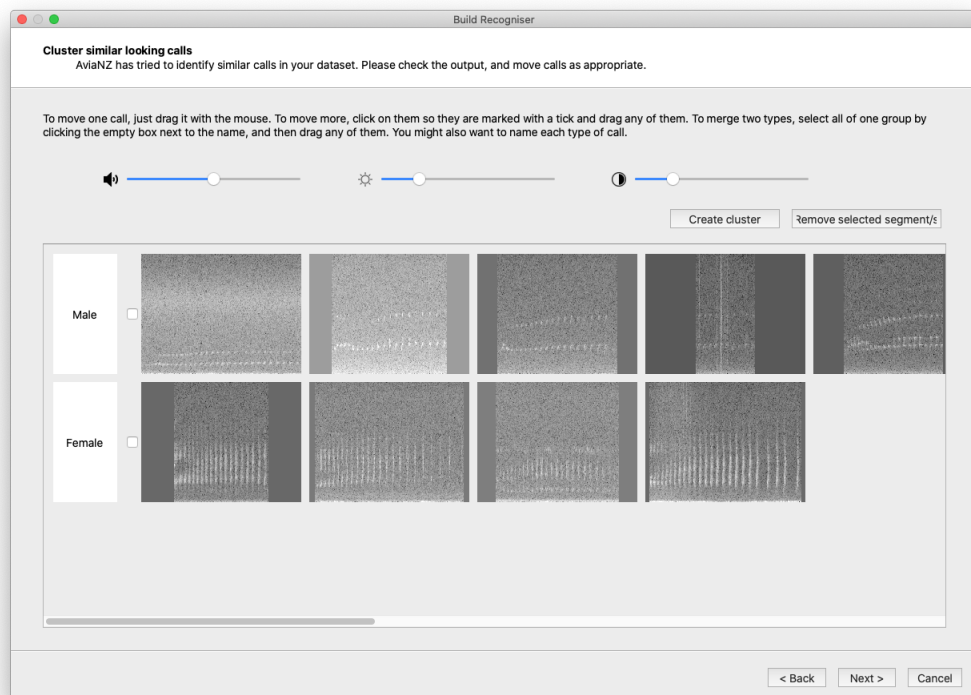 Build Recogniser
Cluster similar looking calls
AviaNZ has tried to identify similar calls in your dataset. Please check the output, and move calls as appropriate.
To move one call, just drag it with the mouse. To move more, click on them so they are marked with a tick and drag any of them. To merge two types, select all of one group by
clicking the empty box next to the name, and then drag any of them. You might also want to name each type of call.
Create cluster
Remove selected segment/s
Male
Female
< Back
Next >
Cancel